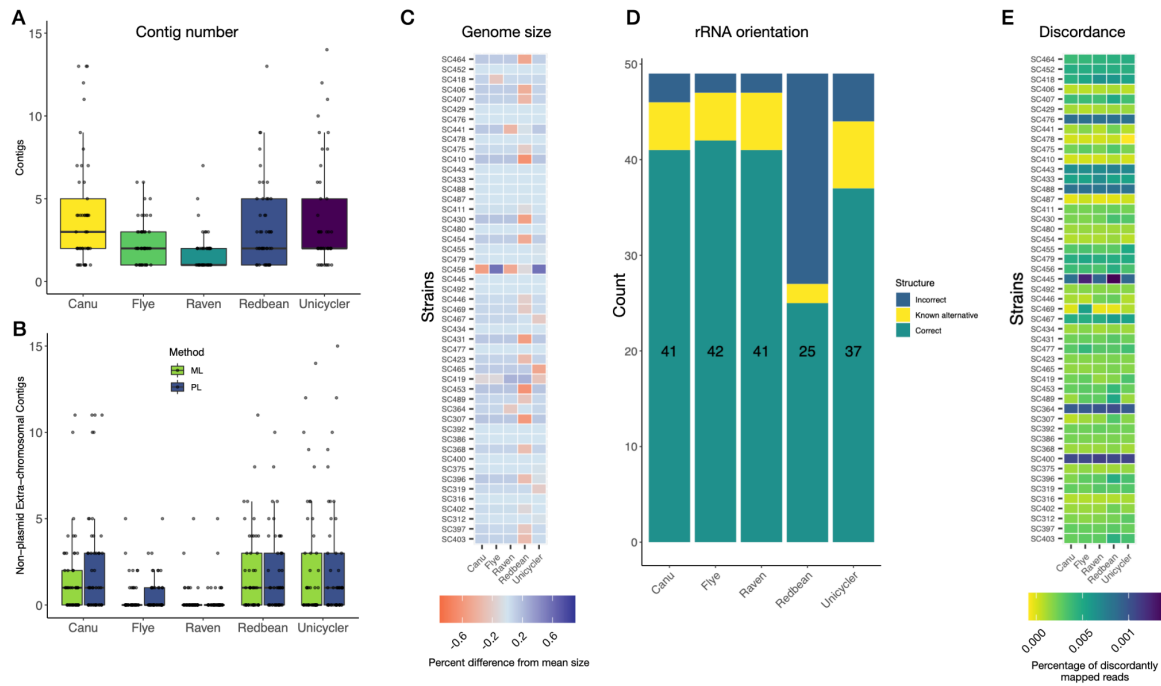 A
Contig number
15
10
5
0
Contigs
Canu
Flye
Raven
Redbean
Unicycler
B
Method
ML
PL
15
10
5
0
Non-plasmid Extra-chromosomal Contigs
Canu
Flye
Raven
Redbean
Unicycler
C
Genome size
Strains
SC464
SC452
SC418
SC406
SC407
SC429
SC476
SC441
SC478
SC475
SC410
SC443
SC433
SC488
SC487
SC411
SC430
SC480
SC454
SC455
SC479
SC456
SC445
SC492
SC446
SC469
SC467
SC434
SC431
SC477
SC423
SC465
SC419
SC453
SC489
SC364
SC307
SC392
SC386
SC368
SC400
SC375
SC396
SC319
SC316
SC402
SC312
SC397
SC403
Canu
Flye
Raven
Redbean
Unicycler
-0.6
-0.2
0.2
0.6
Percent difference from mean size
D
rRNA orientation
50
40
30
20
10
0
Count
41
42
41
25
37
Canu
Flye
Raven
Redbean
Unicycler
Structure
Incorrect
Known alternative
Correct
E
Discordance
Strains
SC464
SC452
SC418
SC406
SC407
SC429
SC476
SC441
SC478
SC475
SC410
SC443
SC433
SC488
SC487
SC411
SC430
SC480
SC454
SC455
SC479
SC456
SC445
SC492
SC446
SC469
SC467
SC434
SC431
SC477
SC423
SC465
SC419
SC453
SC489
SC364
SC307
SC392
SC386
SC368
SC400
SC375
SC396
SC319
SC316
SC402
SC312
SC397
SC403
Canu
Flye
Raven
Redbean
Unicycler
0.000
0.005
0.001
Percentage of discordantly
mapped reads